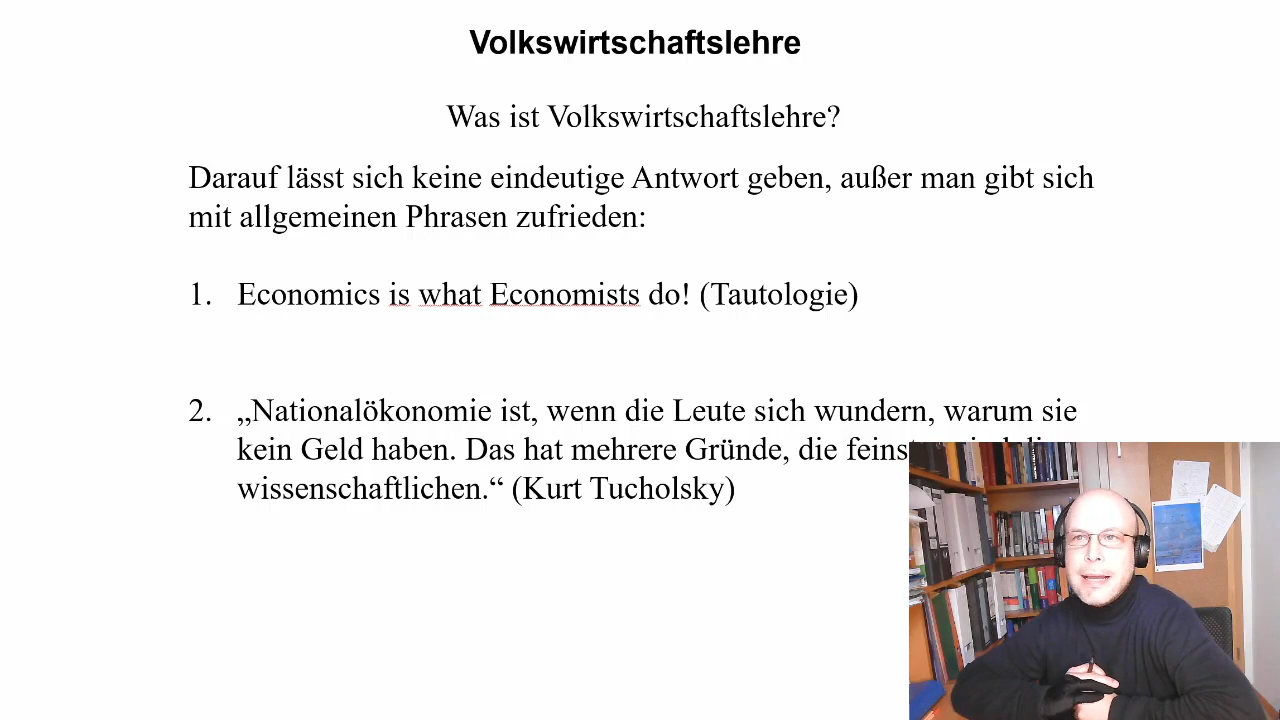 Volkswirtschaftslehre
Was ist Volkswirtschaftslehre?
Darauf lässt sich keine eindeutige Antwort geben, außer man gibt sich
mit allgemeinen Phrasen zufrieden:
1. Economics is what Economists do! (Tautologie)
2. „Nationalökonomie ist, wenn die Leute sich wundern, warum sie
kein Geld haben. Das hat mehrere Gründe, die
wissenschaftlichen.“ (Kurt Tucholsky)